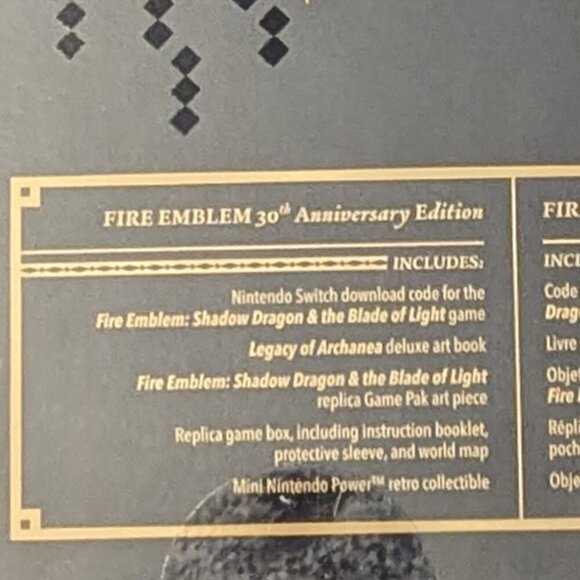 FIRE EMBLEM 30th Anniversary Edition
INCLUDES:
Nintendo Switch download code for the
Fire Emblem: Shadow Dragon & the Blade of Light game
Legacy of Archanea deluxe art book
Fire Emblem: Shadow Dragon & the Blade of Light
replica Game Pak art piece
Replica game box, including instruction booklet,
protective sleeve, and world map
Mini Nintendo Power™ retro collectible
FIR
INCL
Code
Drag
Livre
Objet
Fire
Répli
poch
Obje